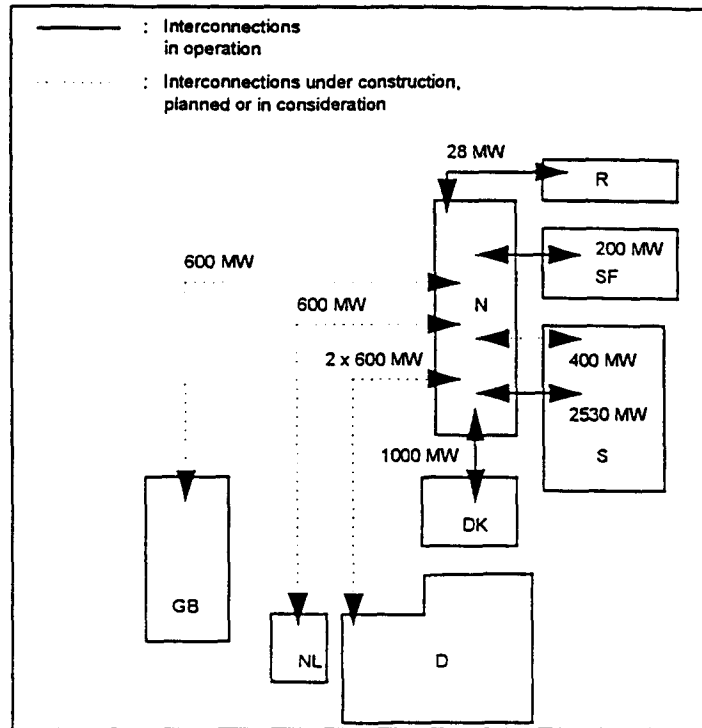 : Interconnections
in operation
: Interconnections under construction,
planned or in consideration
28 MW
R
200 MW
SF
600 MW
N
600 MW
2 x 600 MW
400 MW
2530 MW
S
1000 MW
DK
GB
NL
D